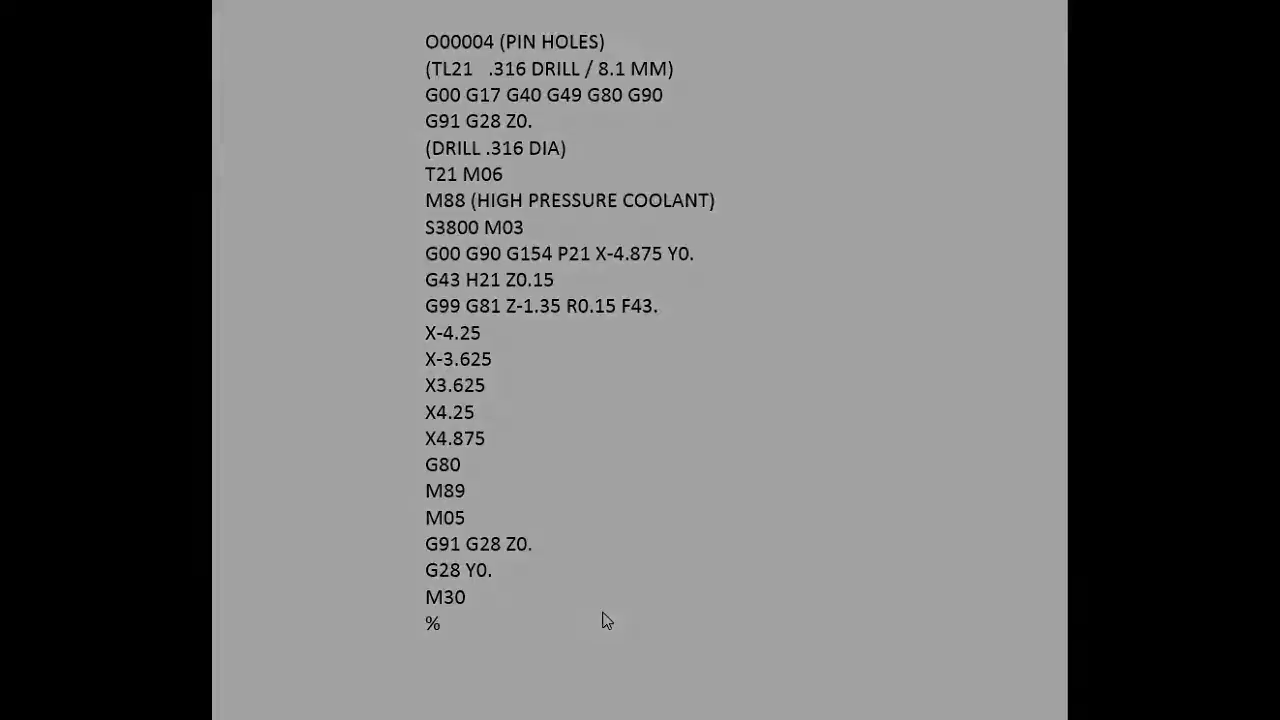 O00004 (PIN HOLES)
(TL21 .316 DRILL / 8.1 MM)
G00 G17 G40 G49 G80 G90
G91 G28 Z0.
(DRILL .316 DIA)
T21 M06
M88 (HIGH PRESSURE COOLANT)
S3800 M03
G00 G90 G154 P21 X-4.875 Y0.
G43 H21 Z0.15
G99 G81 Z-1.35 R0.15 F43.
X-4.25
X-3.625
X3.625
X4.25
X4.875
G80
M89
M05
G91 G28 Z0.
G28 Y0.
M30
%